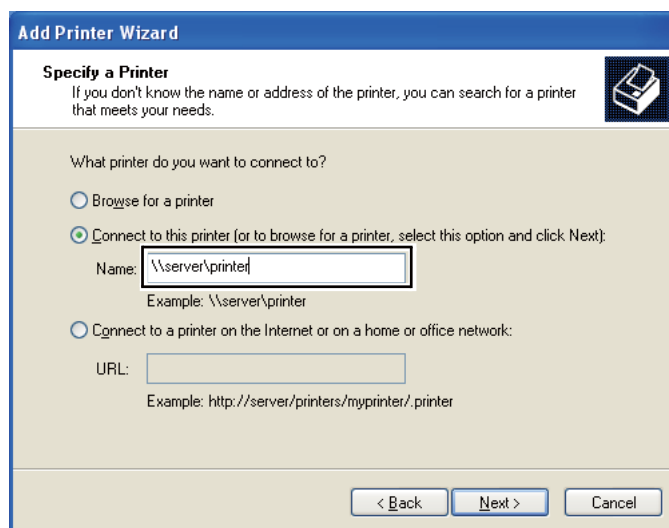 Add Printer Wizard
Specify a Printer
If you don't know the name or address of the printer, you can search for a printer
that meets your needs.
What printer do you want to connect to?
Browse for a printer
Connect to this printer (or to browse for a printer, select this option and click Next):
Name: \\server\printer
Example: \\server\printer
Connect to a printer on the Internet or on a home or office network:
URL:
Example: http://server/printers/myprinter/.printer
< Back Next > Cancel